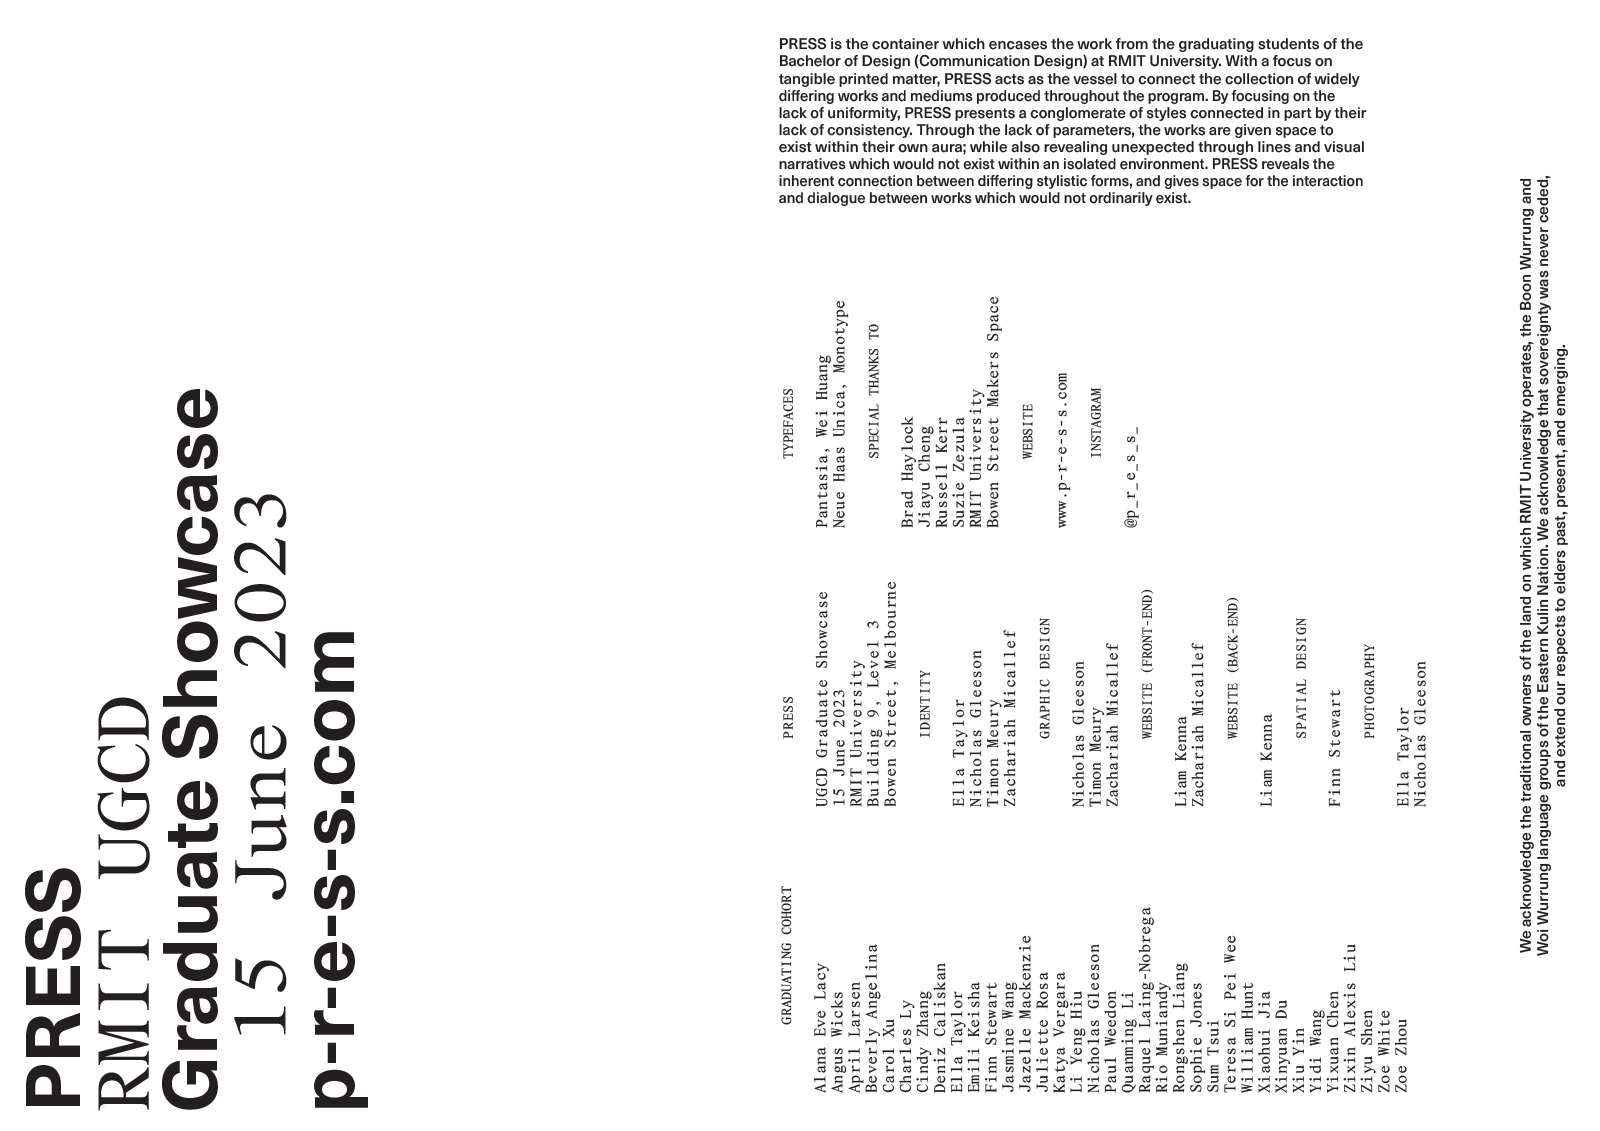 PRESS
RMIT UGCD
Graduate Showcase
15 June 2023
p-r-e-s-s.com
PRESS is the container which encases the work from the graduating students of the
Bachelor of Design (Communication Design) at RMIT University. With a focus on
tangible printed matter, PRESS acts as the vessel to connect the collection of widely
differing works and mediums produced throughout the program. By focusing on the
lack of uniformity, PRESS presents a conglomerate of styles connected in part by their
lack of consistency. Through the lack of parameters, the works are given space to
exist within their own aura; while also revealing unexpected through lines and visual
narratives which would not exist within an isolated environment. PRESS reveals the
inherent connection between differing stylistic forms, and gives space for the interaction
and dialogue between works which would not ordinarily exist.
GRADUATING COHORT
Alana Eve Lacy
Angus Wicks
April Larsen
Beverly Angelina
Carol Xu
Charles Ly
Cindy Zhang
Deniz Caliskan
Ella Taylor
Emili Keisha
Finn Stewart
Jasmine Wang
Jazelle Mackenzie
Juliette Rosa
Katya Vergara
Li Yeng Hiu
Nicholas Gleeson
Paul Weedon
Quanming Li
Raquel Laing-Nobrega
Rio Muniandy
Rongshen Liang
Sophie Jones
Sum Tsui
Teresa Si Pei Wee
William Hunt
Xiaohui Jia
Xinyuan Du
Xiu Yin
Yidi Wang
Yixuan Chen
Zixin Alexis Liu
Ziyu Shen
Zoe White
Zoe Zhou
PRESS
UGCD Graduate Showcase
15 June 2023
RMIT University
Building 9, Level 3
Bowen Street, Melbourne
IDENTITY
Ella Taylor
Nicholas Gleeson
Timon Meury
Zachariah Micallef
GRAPHIC DESIGN
Nicholas Gleeson
Timon Meury
Zachariah Micallef
WEBSITE (FRONT-END)
Liam Kenna
Zachariah Micallef
WEBSITE (BACK-END)
Liam Kenna
SPATIAL DESIGN
Finn Stewart
PHOTOGRAPHY
Ella Taylor
Nicholas Gleeson
TYPEFACES
Pantasia, Wei Huang
Neue Haas Unica, Monotype
SPECIAL THANKS TO
Brad Haylock
Jiayu Cheng
Russell Kerr
Suzie Zezula
RMIT University
Bowen Street Makers Space
WEBSITE
www.p-r-e-s-s.com
INSTAGRAM
@p_r_e_s_s_
We acknowledge the traditional owners of the land on which RMIT University operates, the Boon Wurrung and
Woi Wurrung language groups of the Eastern Kulin Nation. We acknowledge that sovereignty was never ceded,
and extend our respects to elders past, present, and emerging.